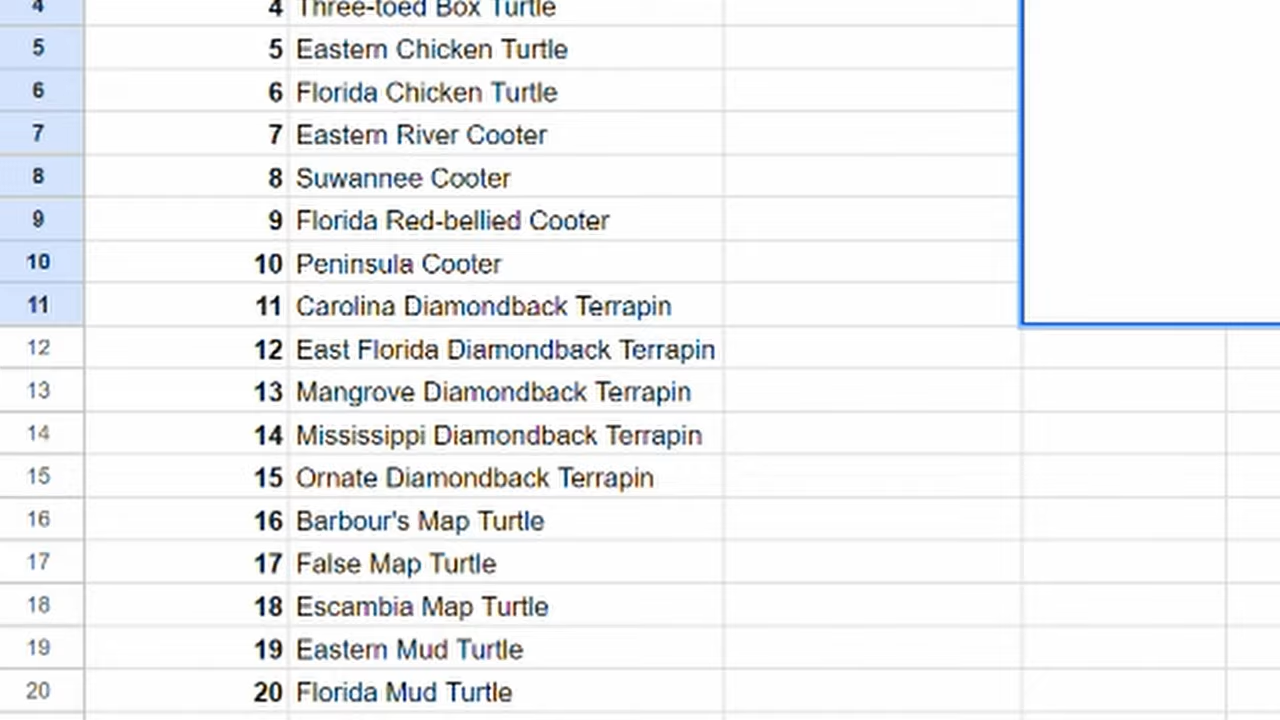 4 4 Three-toed Box Turtle
5 5 Eastern Chicken Turtle
6 6 Florida Chicken Turtle
7 7 Eastern River Cooter
8 8 Suwannee Cooter
9 9 Florida Red-bellied Cooter
10 10 Peninsula Cooter
11 11 Carolina Diamondback Terrapin
12 12 East Florida Diamondback Terrapin
13 13 Mangrove Diamondback Terrapin
14 14 Mississippi Diamondback Terrapin
15 15 Ornate Diamondback Terrapin
16 16 Barbour's Map Turtle
17 17 False Map Turtle
18 18 Escambia Map Turtle
19 19 Eastern Mud Turtle
20 20 Florida Mud Turtle